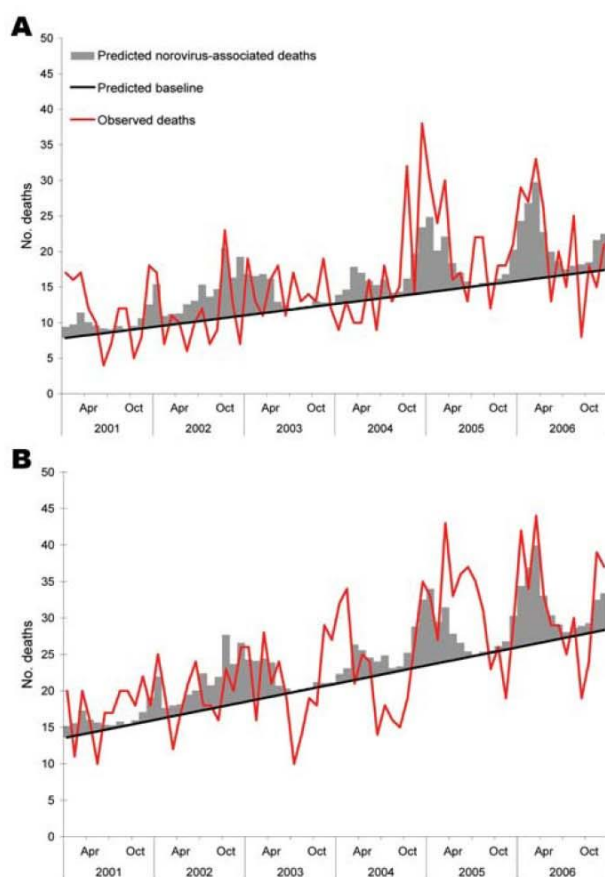 A
50
45
40
35
30
25
20
15
10
5
0
No. deaths
Predicted norovirus-associated deaths
Predicted baseline
Observed deaths
Apr Oct Apr Oct Apr Oct Apr Oct Apr Oct Apr Oct
2001 2002 2003 2004 2005 2006
B
50
45
40
35
30
25
20
15
10
5
0
No. deaths
Apr Oct Apr Oct Apr Oct Apr Oct Apr Oct Apr Oct
2001 2002 2003 2004 2005 2006